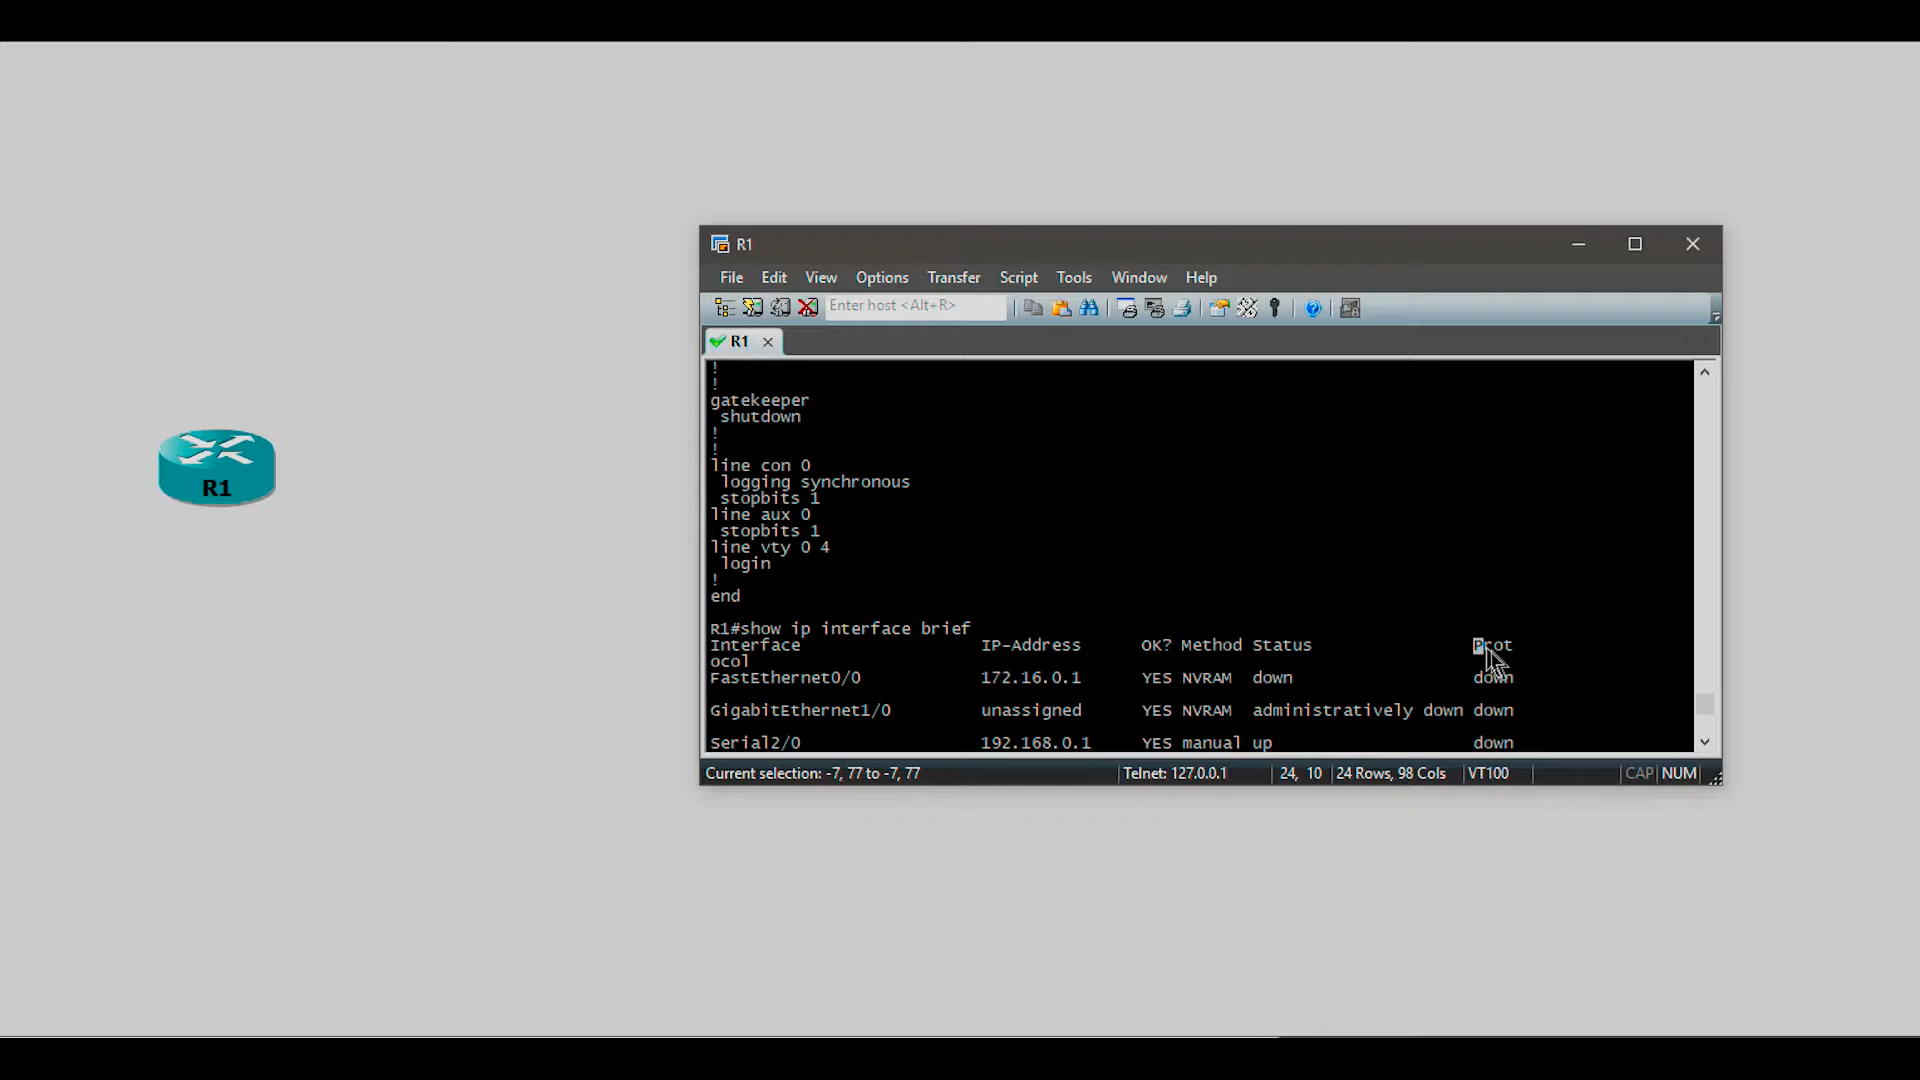 R1
File Edit View Options Transfer Script Tools Window Help
Enter host <Alt+R>
R1
!
!
gatekeeper
shutdown
!
!
line con 0
logging synchronous
stopbits 1
line aux 0
stopbits 1
line vty 0 4
login
!
end
R1#show ip interface brief
Interface IP-Address OK? Method Status Prot
ocol
FastEthernet0/0 172.16.0.1 YES NVRAM down down
GigabitEthernet1/0 unassigned YES NVRAM administratively down down
Serial2/0 192.168.0.1 YES manual up down
Current selection: -7, 77 to -7, 77 Telnet: 127.0.0.1 24, 10 24 Rows, 98 Cols VT100 CAP NUM
R1